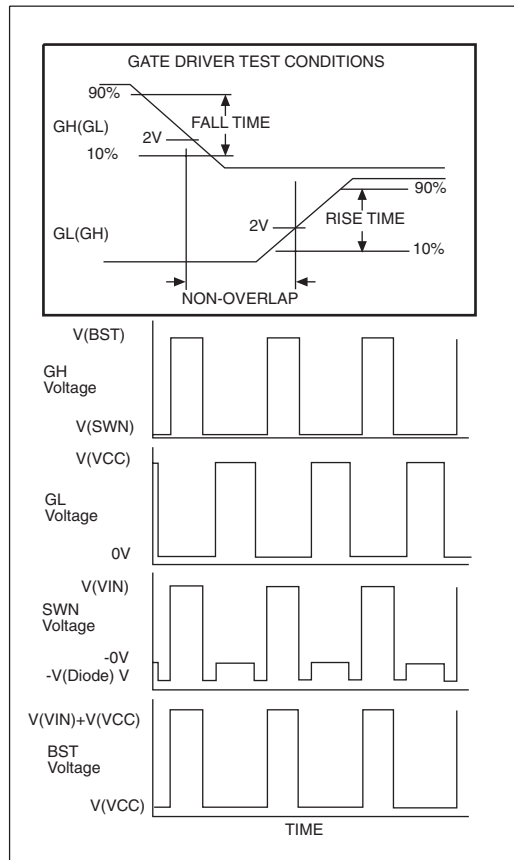 GATE DRIVER TEST CONDITIONS
90%
FALL TIME
GH(GL)
2V
10%
90%
RISE TIME
2V
GL(GH)
10%
NON-OVERLAP
V(BST)
GH
Voltage
V(SWN)
V(VCC)
GL
Voltage
0V
V(VIN)
SWN
Voltage
-0V
-V(Diode) V
V(VIN)+V(VCC)
BST
Voltage
V(VCC)
TIME